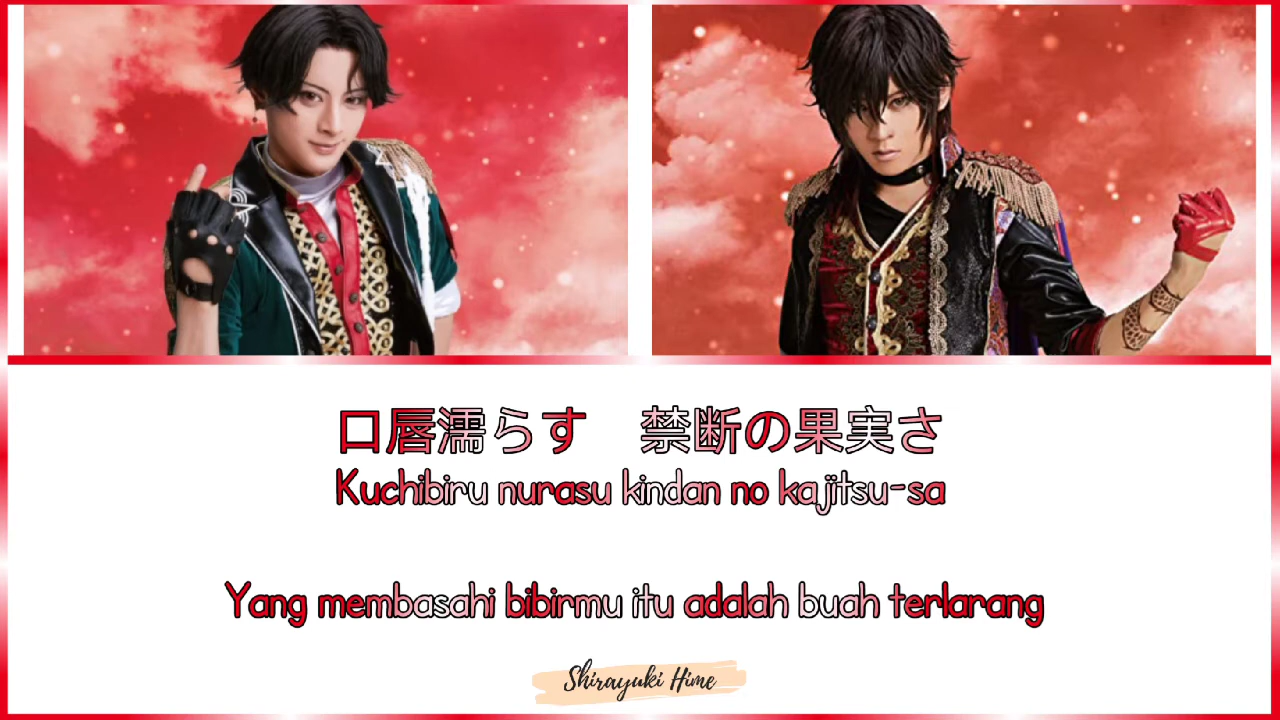 口唇濡らす　禁断の果実さ
Kuchibiru nurasu kindan no kajitsu-sa
Yang membasahi bibirmu itu adalah buah terlarang
Shirayuki Hime